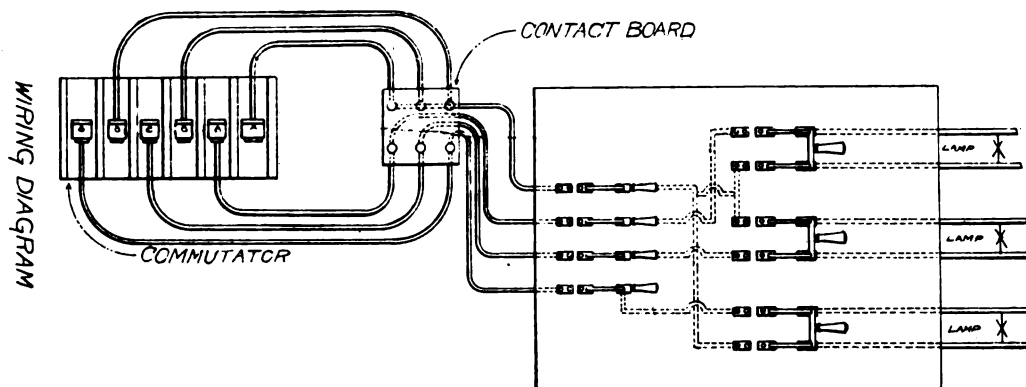 WIRING DIAGRAM
CONTACT BOARD
COMMUTATOR
LAMP
LAMP
LAMP